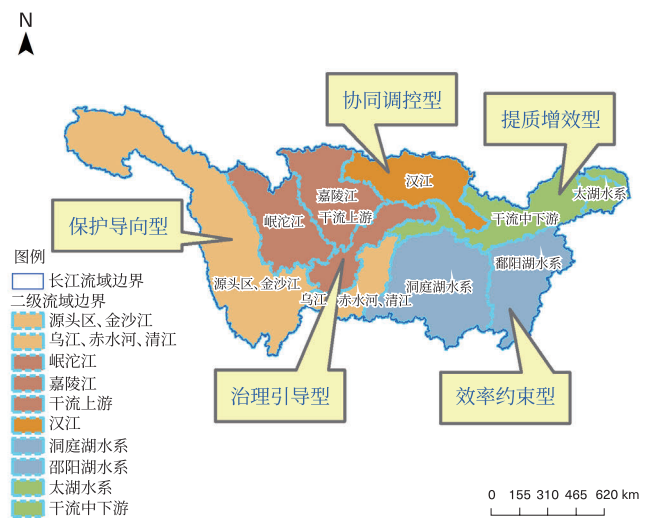 N
协同调控型
提质增效型
汉江
嘉陵江
太湖水系
岷沱江
干流上游
干流中下游
保护导向型
鄱阳湖水系
源头区、金沙江
洞庭湖水系
乌江、赤水河、清江
治理引导型
效率约束型
图例
长江流域边界
二级流域边界
源头区、金沙江
乌江、赤水河、清江
岷沱江
嘉陵江
干流上游
汉江
洞庭湖水系
邵阳湖水系
太湖水系
干流中下游
0 155 310 465 620 km